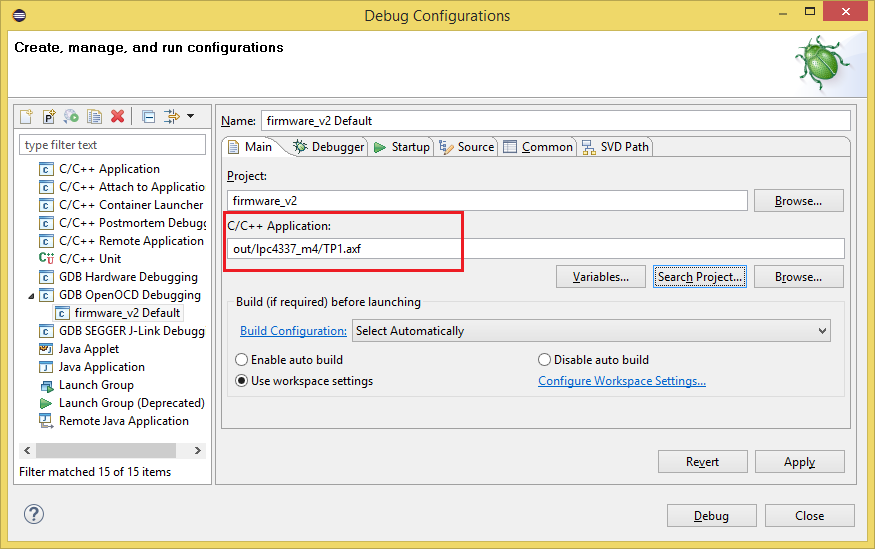 Debug Configurations
Create, manage, and run configurations
type filter text
C/C++ Application
C/C++ Attach to Applicatio
C/C++ Container Launcher
C/C++ Postmortem Debugg
C/C++ Remote Application
C/C++ Unit
GDB Hardware Debugging
GDB OpenOCD Debugging
firmware_v2 Default
GDB SEGGER J-Link Debugg
Java Applet
Java Application
Launch Group
Launch Group (Deprecated)
Remote Java Application
Filter matched 15 of 15 items
Name: firmware_v2 Default
Main Debugger Startup Source Common SVD Path
Project:
firmware_v2 Browse...
C/C++ Application:
out/lpc4337_m4/TP1.axf
Variables... Search Project... Browse...
Build (if required) before launching
Build Configuration: Select Automatically
Enable auto build Disable auto build
Use workspace settings Configure Workspace Settings...
Revert Apply
? Debug Close